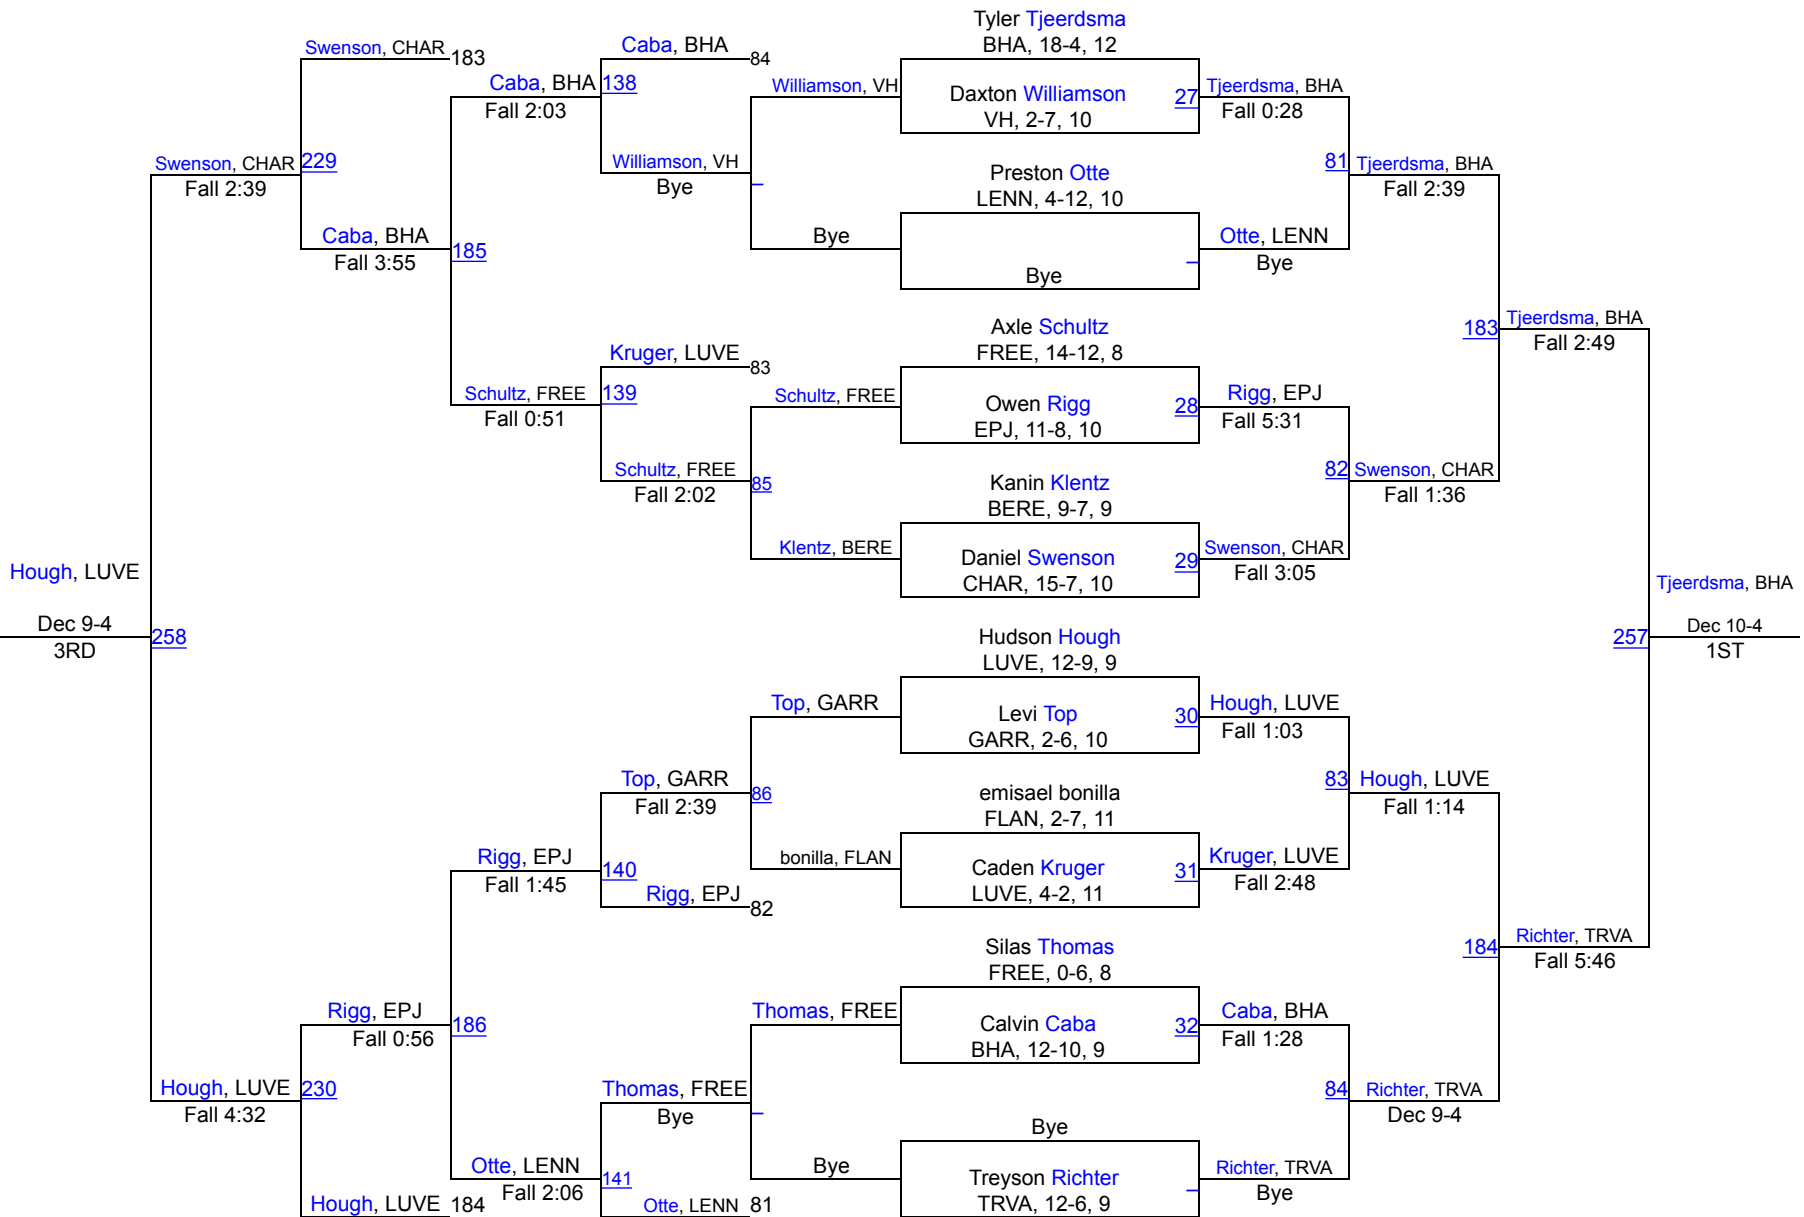 Tyler Tjeerdsma
BHA, 18-4, 12
Daxton Williamson
VH, 2-7, 10
27
Preston Otte
LENN, 4-12, 10
Bye
Axle Schultz
FREE, 14-12, 8
Owen Rigg
EPJ, 11-8, 10
28
Kanin Klentz
BERE, 9-7, 9
Daniel Swenson
CHAR, 15-7, 10
29
Hudson Hough
LUVE, 12-9, 9
Levi Top
GARR, 2-6, 10
30
emisael bonilla
FLAN, 2-7, 11
Caden Kruger
LUVE, 4-2, 11
31
Silas Thomas
FREE, 0-6, 8
Calvin Caba
BHA, 12-10, 9
32
Bye
Treyson Richter
TRVA, 12-6, 9
Tjeerdsma, BHA
Fall 0:28
81
Otte, LENN
Bye
Rigg, EPJ
Fall 5:31
82
Swenson, CHAR
Fall 3:05
Hough, LUVE
Fall 1:03
83
Kruger, LUVE
Fall 2:48
Caba, BHA
Fall 1:28
84
Richter, TRVA
Bye
Tjeerdsma, BHA
Fall 2:39
183
Swenson, CHAR
Fall 1:36
Hough, LUVE
Fall 1:14
184
Richter, TRVA
Dec 9-4
Tjeerdsma, BHA
Fall 2:49
257
Richter, TRVA
Fall 5:46
Tjeerdsma, BHA
Dec 10-4
1ST
Williamson, VH
Bye
Schultz, FREE
85
Klentz, BERE
Top, GARR
86
bonilla, FLAN
Thomas, FREE
Bye
Caba, BHA
84
138
Williamson, VH
Bye
Kruger, LUVE
83
139
Schultz, FREE
Fall 2:02
Top, GARR
Fall 2:39
140
Rigg, EPJ
82
Thomas, FREE
Bye
141
Otte, LENN 81
Caba, BHA
Fall 2:03
185
Schultz, FREE
Fall 0:51
Rigg, EPJ
Fall 1:45
186
Otte, LENN
Fall 2:06
Swenson, CHAR
183
229
Caba, BHA
Fall 3:55
Rigg, EPJ
Fall 0:56
230
Hough, LUVE 184
Swenson, CHAR
Fall 2:39
258
Hough, LUVE
Fall 4:32
Hough, LUVE
Dec 9-4
3RD